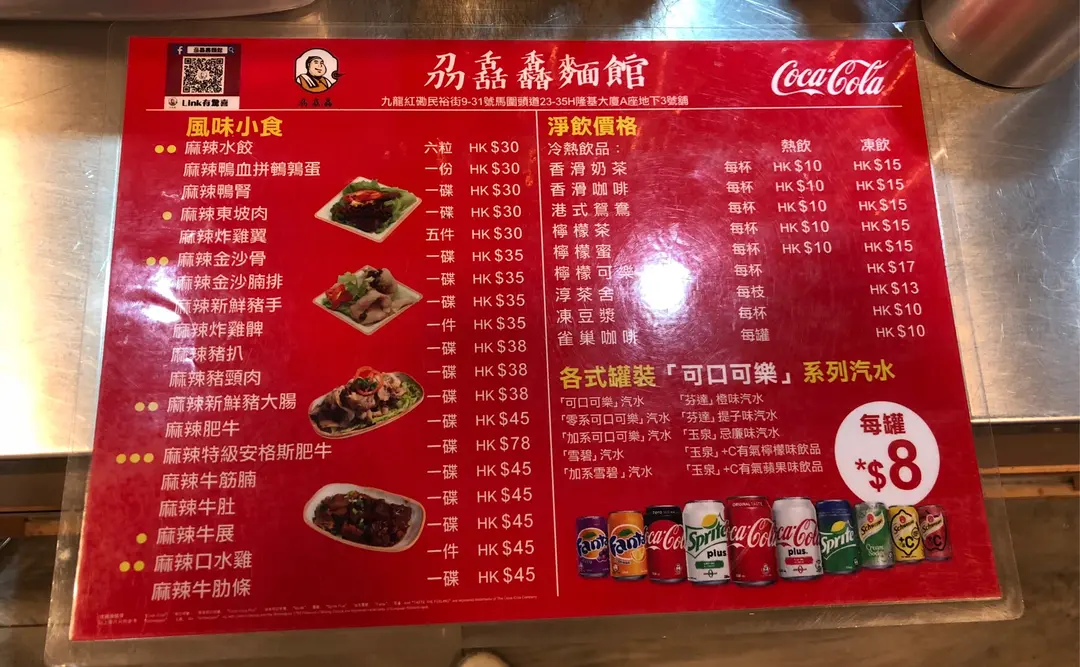 Link有驚喜
麵館
九龍紅磡民裕街9-31號馬圍頭道23-35H隆基大廈A座地下3號舖
Coca-Cola
風味小食
麻辣水餃 六粒 HK $30
麻辣鴨血拼鵪鶉蛋 一份 HK $30
麻辣鴨腎 一碟 HK $30
麻辣東坡肉 一碟 HK $30
麻辣炸雞翼 五件 HK $30
麻辣金沙骨 一碟 HK $35
麻辣金沙腩排 一碟 HK $35
麻辣新鮮豬手 一碟 HK $35
麻辣炸雞髀 一件 HK $35
麻辣豬扒 一碟 HK $38
麻辣豬頸肉 一碟 HK $38
麻辣新鮮豬大腸 一碟 HK $38
麻辣肥牛 一碟 HK $45
麻辣特級安格斯肥牛 一碟 HK $78
麻辣牛筋腩 一碟 HK $45
麻辣牛肚 一碟 HK $45
麻辣牛展 一碟 HK $45
麻辣口水雞 一件 HK $45
麻辣牛肋條 一碟 HK $45
淨飲價格
冷熱飲品： 熱飲 凍飲
香滑奶茶 每杯 HK $10 HK $15
香滑咖啡 每杯 HK $10 HK $15
港式鴛鴦 每杯 HK $10 HK $15
檸檬茶 每杯 HK $10 HK $15
檸檬蜜 每杯 HK $10 HK $15
檸檬可樂 每杯 HK $17
淳茶舍 每枝 HK $13
凍豆漿 每杯 HK $10
雀巢咖啡 每罐 HK $10
各式罐裝「可口可樂」系列汽水
「可口可樂」汽水 「芬達」橙味汽水
「零系可口可樂」汽水 「芬達」提子味汽水
「加系可口可樂」汽水 「玉泉」忌廉味汽水
「雪碧」汽水 「玉泉」+C有氣檸檬味飲品
「加系雪碧」汽水 「玉泉」+C有氣蘋果味飲品
每罐
*$8
Fanta Fanta Coca-Cola Sprite plus Coca-Cola Coca-Cola plus Sprite Schweppes Cream Soda +C +C